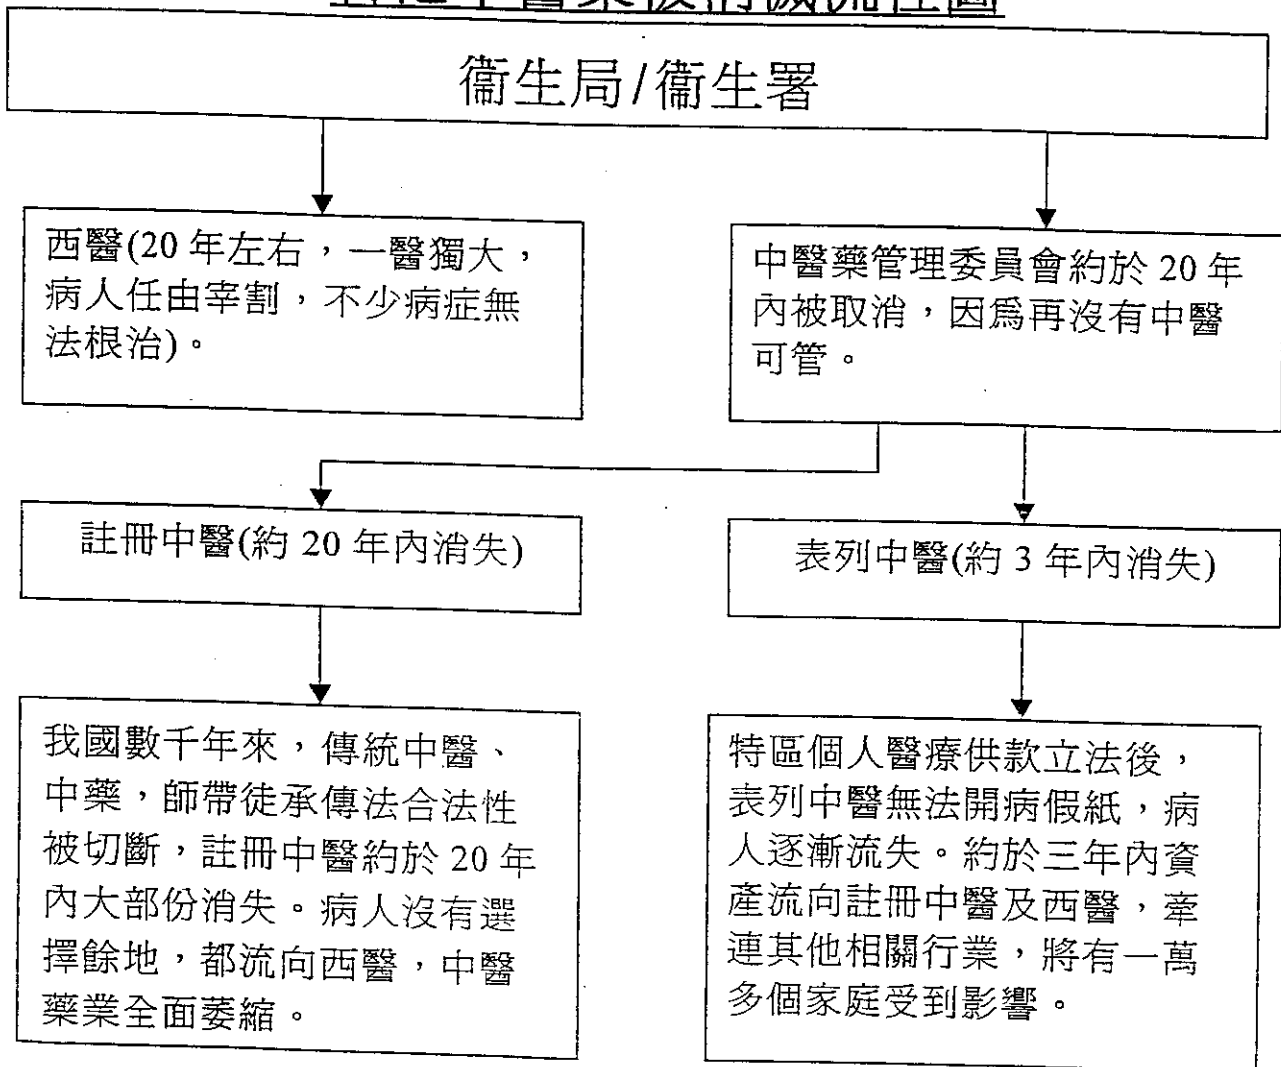 中醫藥被消滅流程圖
衞生局/衞生署
西醫(20 年左右，一醫獨大，
病人任由宰割，不少病症無
法根治)。
中醫藥管理委員會約於 20 年
內被取消，因為再沒有中醫
可管。
註冊中醫(約 20 年內消失)
表列中醫(約 3 年內消失)
我國數千年來，傳統中醫、
中藥，師帶徒承傳法合法性
被切斷，註冊中醫約於 20 年
內大部份消失。病人沒有選
擇餘地，都流向西醫，中醫
藥業全面萎縮。
特區個人醫療供款立法後，
表列中醫無法開病假紙，病
人逐漸流失。約於三年內資
產流向註冊中醫及西醫，牽
連其他相關行業，將有一萬
多個家庭受到影響。